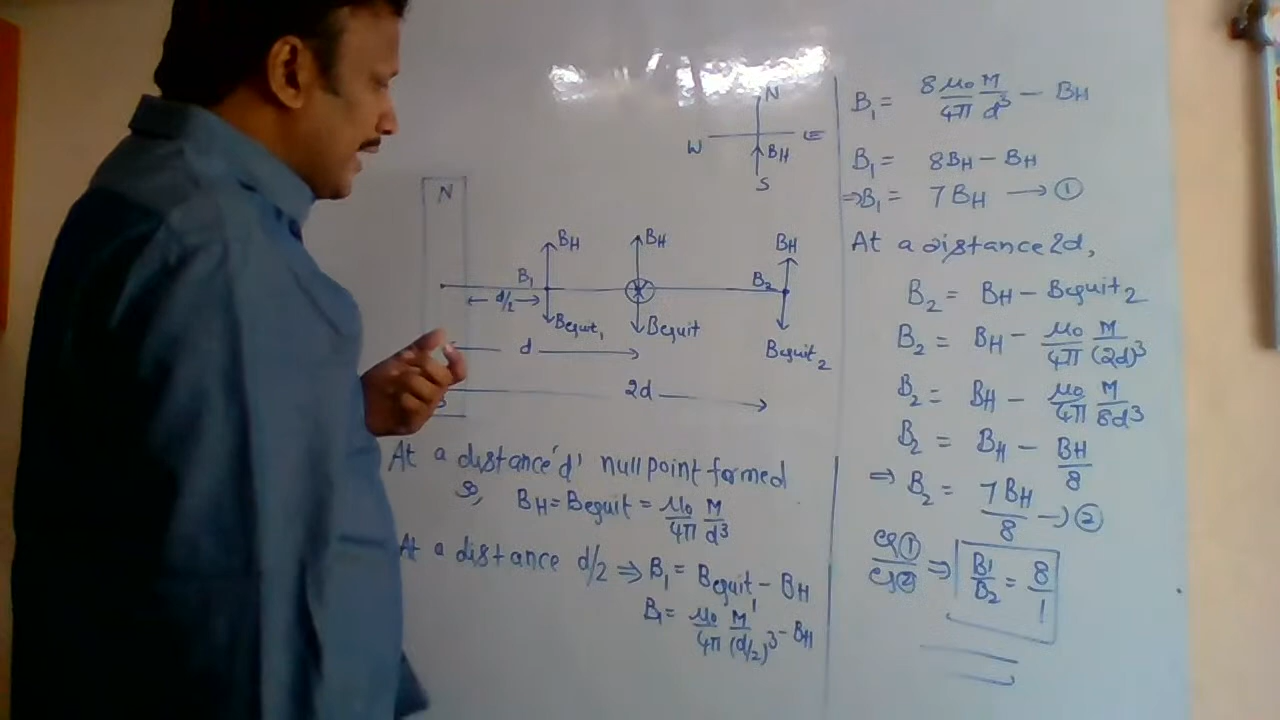 N
W E
BH
S
N
BH BH BH
B₁ B₂
d/2
Bequit₁ Bequit
Bequit₂
d
2d
S
At a distance 'd' null point formed
So, BH = Bequit = μ₀/4π M/d³
At a distance d/2 ⇒ B₁ = Bequit₁ - BH
B₁ = μ₀/4π M/(d/2)³ - BH
B₁ = 8μ₀/4π M/d³ - BH
B₁ = 8BH - BH
⇒ B₁ = 7BH → ①
At a distance 2d,
B₂ = BH - Bequit₂
B₂ = BH - μ₀/4π M/(2d)³
B₂ = BH - μ₀/4π M/8d³
B₂ = BH - BH/8
⇒ B₂ = 7BH/8 → ②
eq①/eq② ⇒ B₁/B₂ = 8/1